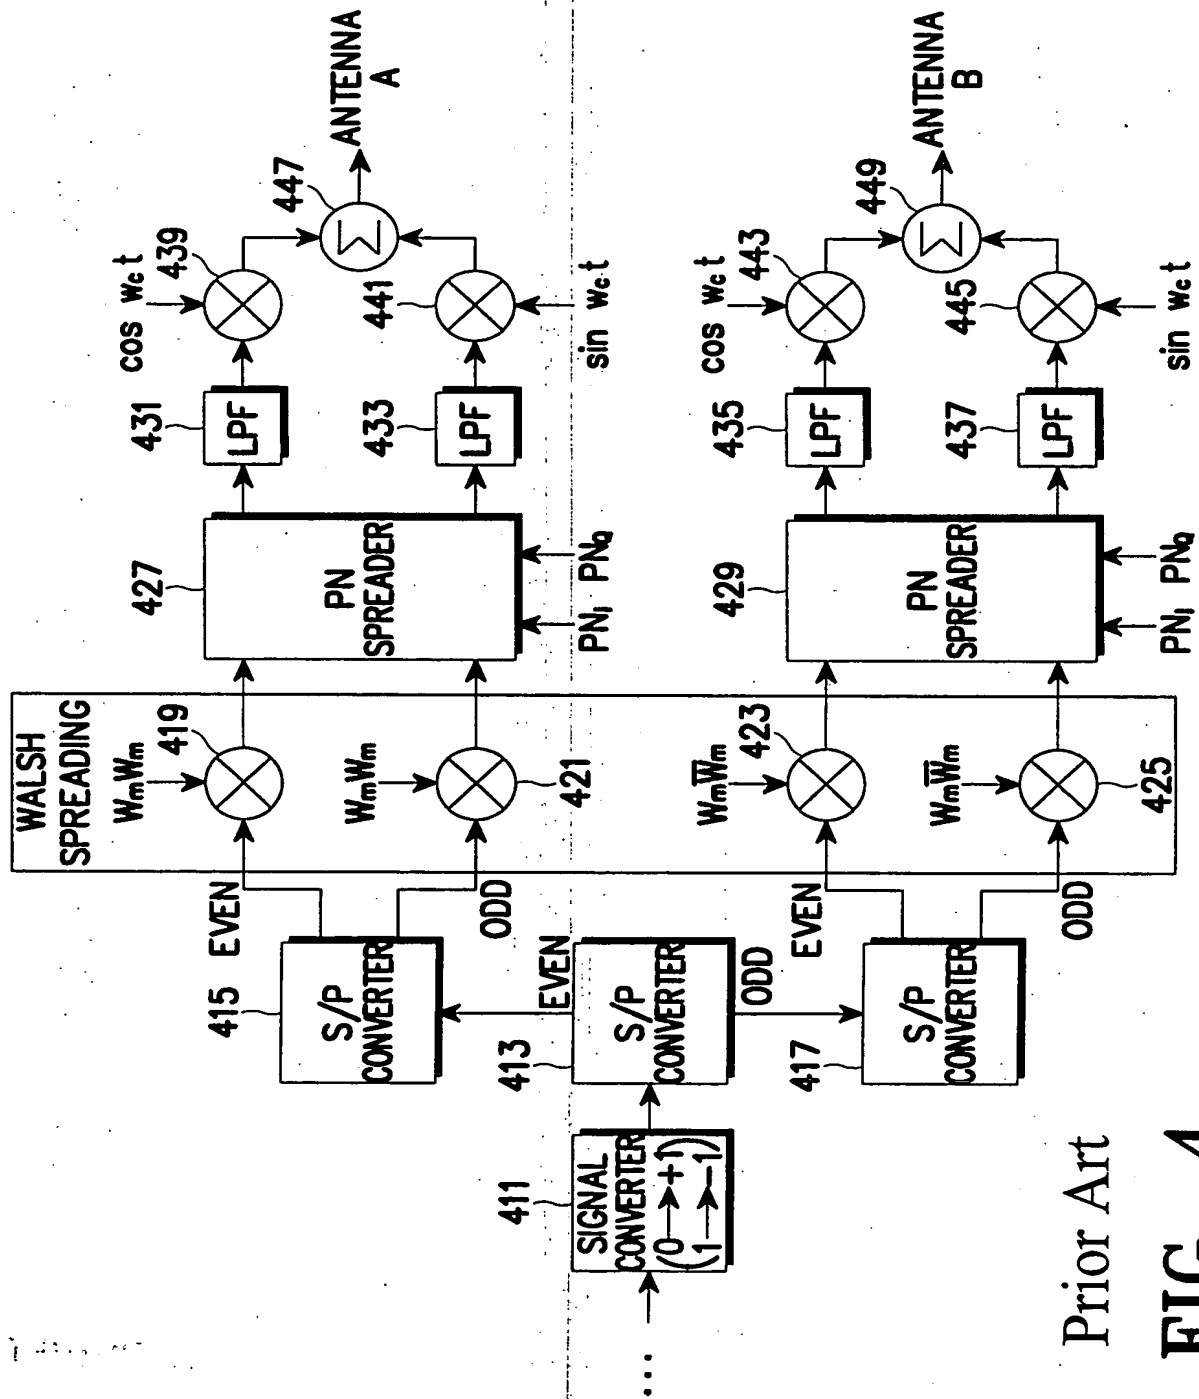 WALSH
SPREADING
ANTENNA
A
447
cos wct
439
431
LPF
427
PN
SPREADER
WmWm
419
EVEN
415
S/P
CONVERTER
441
sin wct
433
LPF
PNI PNQ
WmWm
421
ODD
EVEN
413
S/P
CONVERTER
ODD
411
SIGNAL
CONVERTER
(0→+1)
(1→-1)
...
ANTENNA
B
449
cos wct
443
435
LPF
429
PN
SPREADER
WmW̅m
423
EVEN
417
S/P
CONVERTER
445
sin wct
437
LPF
PNI PNQ
WmW̅m
425
ODD
Prior Art
FIG. 4